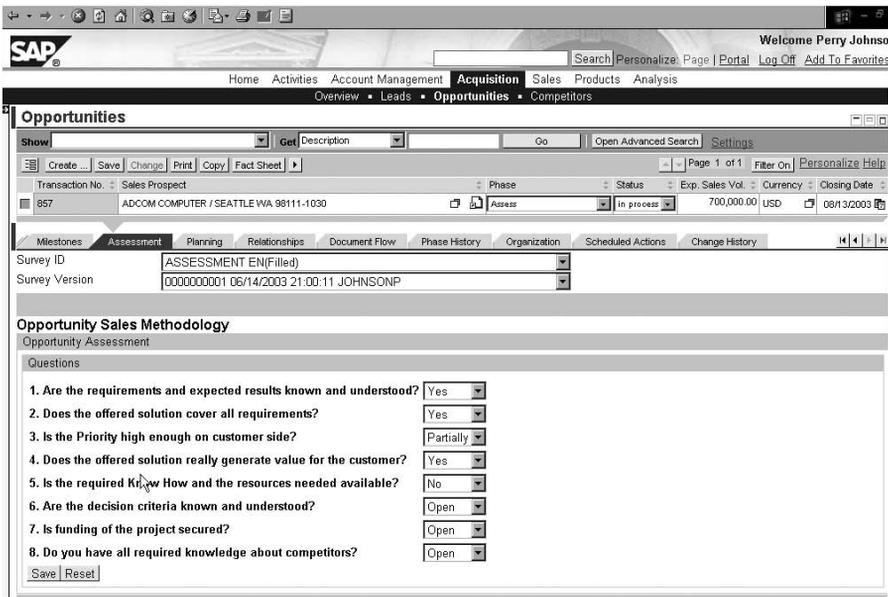 Welcome Perry Johnso
SAP®
Search Personalize: Page | Portal Log Off Add To Favorites
Home Activities Account Management Acquisition Sales Products Analysis
Overview ▪ Leads ▪ Opportunities ▪ Competitors
Opportunities
Show Get Description Go Open Advanced Search Settings
Create ... Save Change Print Copy Fact Sheet Page 1 of 1 Filter On Personalize Help
Transaction No. Sales Prospect Phase Status Exp. Sales Vol. Currency Closing Date
857 ADCOM COMPUTER / SEATTLE WA 98111-1030 Assess in process 700,000.00 USD 08/13/2003
Milestones Assessment Planning Relationships Document Flow Phase History Organization Scheduled Actions Change History
Survey ID ASSESSMENT EN(Filled)
Survey Version 0000000001 06/14/2003 21:00:11 JOHNSONP
Opportunity Sales Methodology
Opportunity Assessment
Questions
1. Are the requirements and expected results known and understood? Yes
2. Does the offered solution cover all requirements? Yes
3. Is the Priority high enough on customer side? Partially
4. Does the offered solution really generate value for the customer? Yes
5. Is the required Know How and the resources needed available? No
6. Are the decision criteria known and understood? Open
7. Is funding of the project secured? Open
8. Do you have all required knowledge about competitors? Open
Save Reset